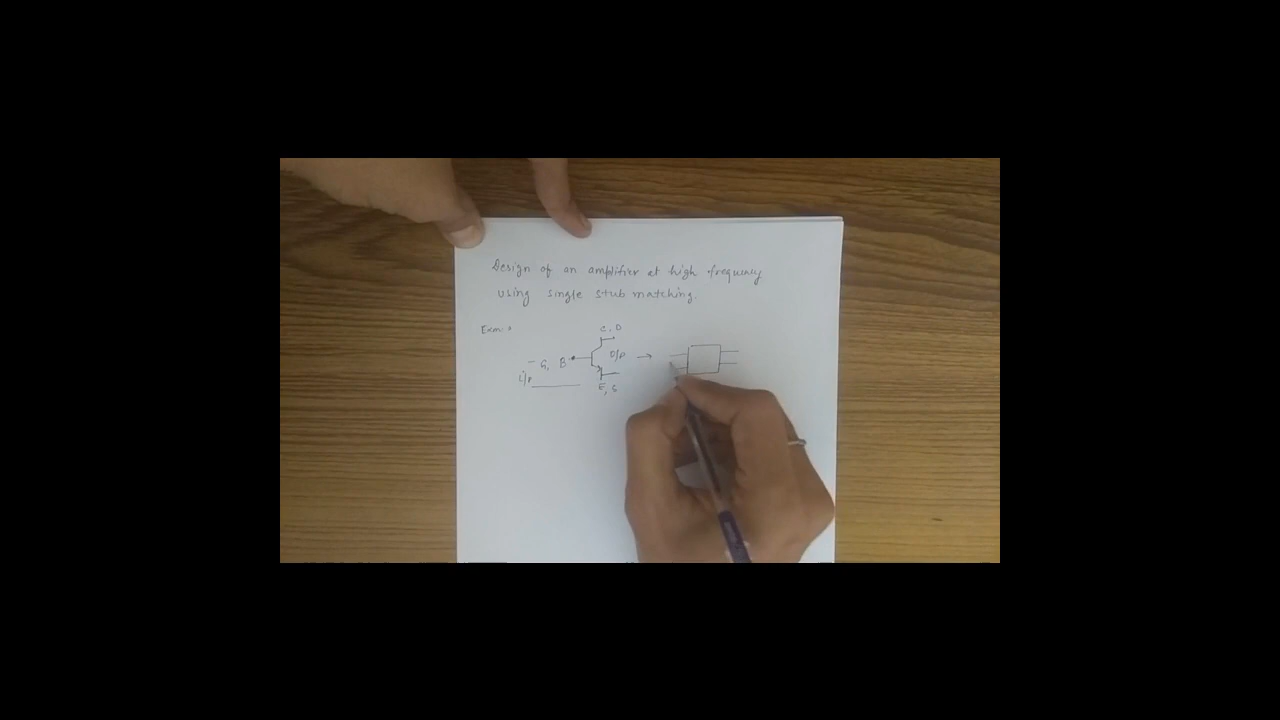 Design of an amplifier at high frequency
using single stub matching.
Exm :
C, D
G, B
O/P
i/p
E, S